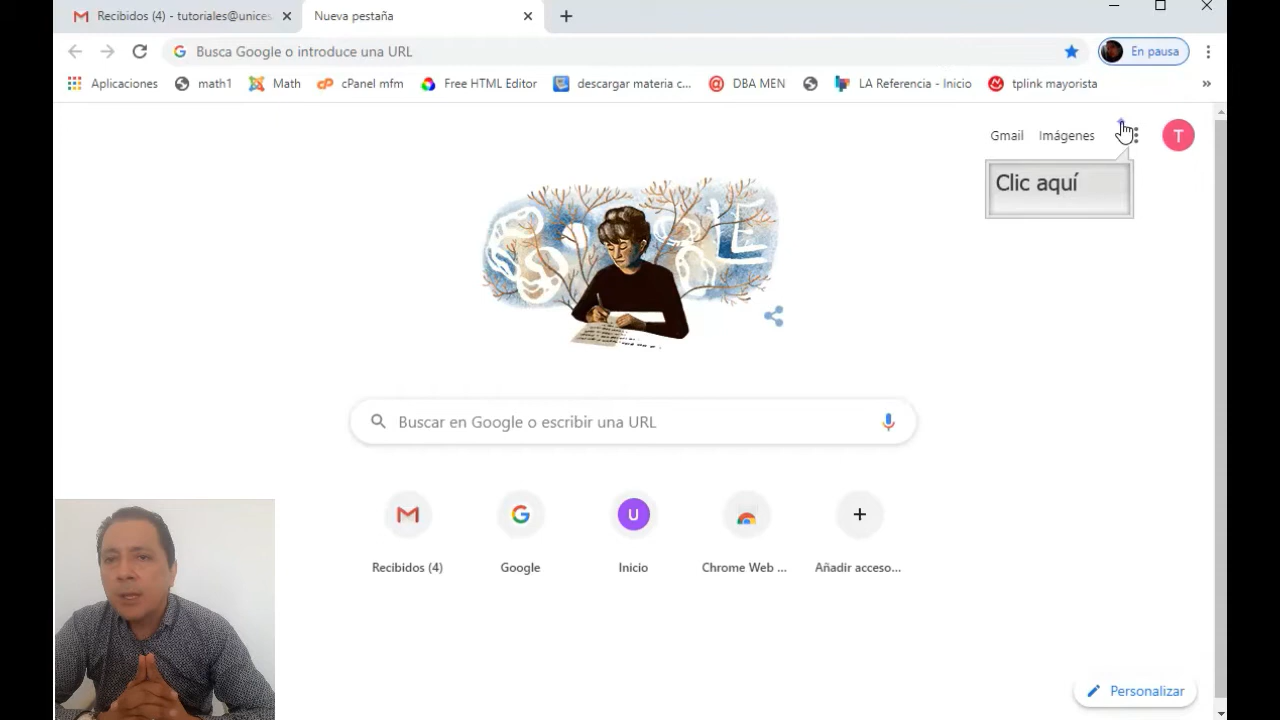 Recibidos (4) - tutoriales@unices
Nueva pestaña
Busca Google o introduce una URL
En pausa
Aplicaciones
math1
Math
cPanel mfm
Free HTML Editor
descargar materia c...
DBA MEN
LA Referencia - Inicio
tplink mayorista
Gmail
Imágenes
T
Clic aquí
Buscar en Google o escribir una URL
U
Recibidos (4)
Google
Inicio
Chrome Web ...
Añadir acceso...
Personalizar